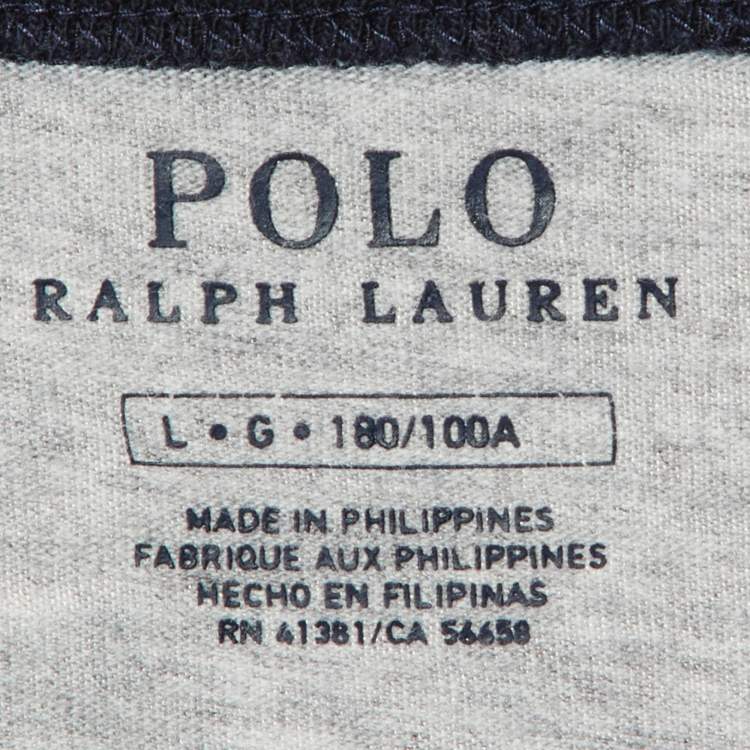 POLO
RALPH LAUREN
L • G • 180/100A
MADE IN PHILIPPINES
FABRIQUE AUX PHILIPPINES
HECHO EN FILIPINAS
RN 41381/CA 56658